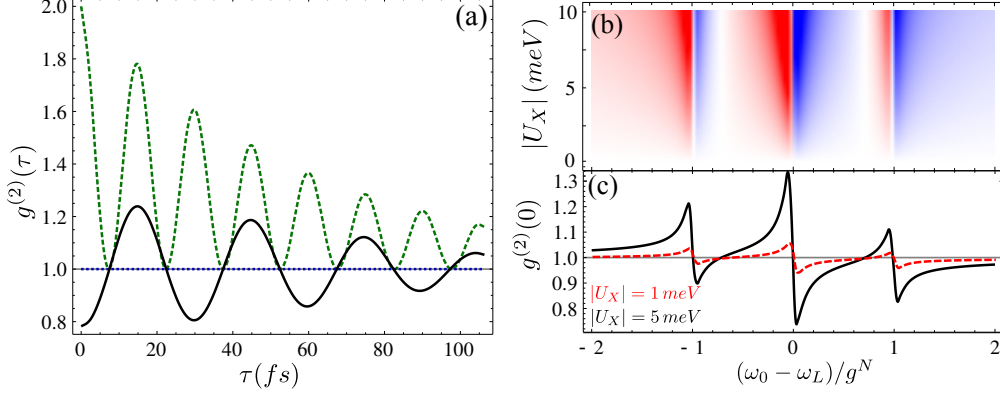 (a)
2.0
1.8
1.6
1.4
1.2
1.0
0.8
g^{(2)}(τ)
0 20 40 60 80 100
τ(fs)
(b)
10
5
0
|U_X| (meV)
(c)
1.3
1.2
1.1
1.0
0.9
0.8
g^{(2)}(0)
|U_X| = 1 meV
|U_X| = 5 meV
- 2 - 1 0 1 2
(ω_0 − ω_L)/g^N